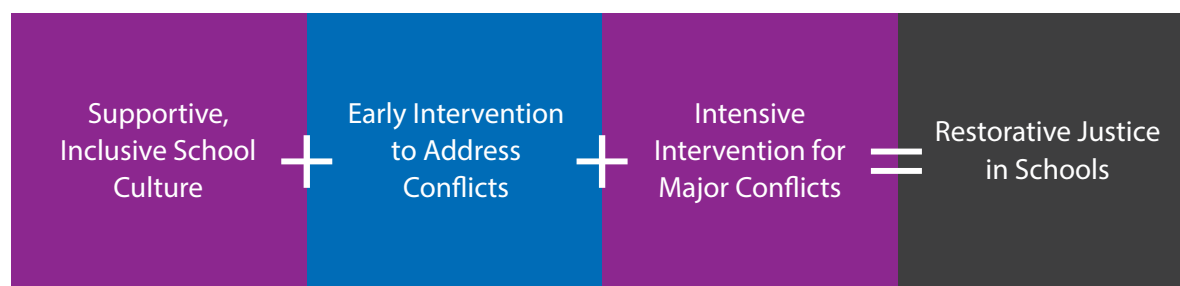 Supportive,
Inclusive School
Culture
+
Early Intervention
to Address
Conflicts
+
Intensive
Intervention for
Major Conflicts
=
Restorative Justice
in Schools